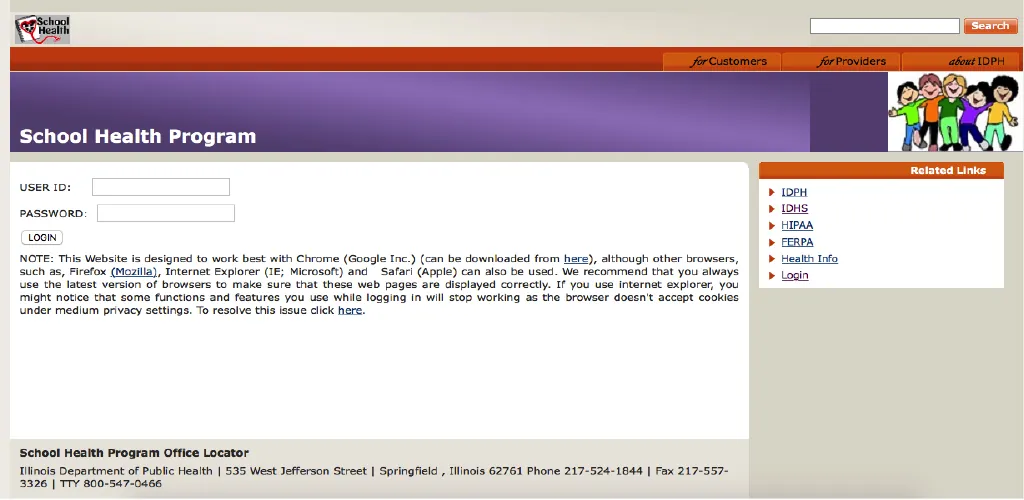 School
Health
Search
for Customers
for Providers
about IDPH
School Health Program
USER ID:
PASSWORD:
LOGIN
NOTE: This Website is designed to work best with Chrome (Google Inc.) (can be downloaded from here), although other browsers,
such as, Firefox (Mozilla), Internet Explorer (IE; Microsoft) and Safari (Apple) can also be used. We recommend that you always
use the latest version of browsers to make sure that these web pages are displayed correctly. If you use internet explorer, you
might notice that some functions and features you use while logging in will stop working as the browser doesn't accept cookies
under medium privacy settings. To resolve this issue click here.
Related Links
IDPH
IDHS
HIPAA
FERPA
Health Info
Login
School Health Program Office Locator
Illinois Department of Public Health | 535 West Jefferson Street | Springfield , Illinois 62761 Phone 217-524-1844 | Fax 217-557-
3326 | TTY 800-547-0466